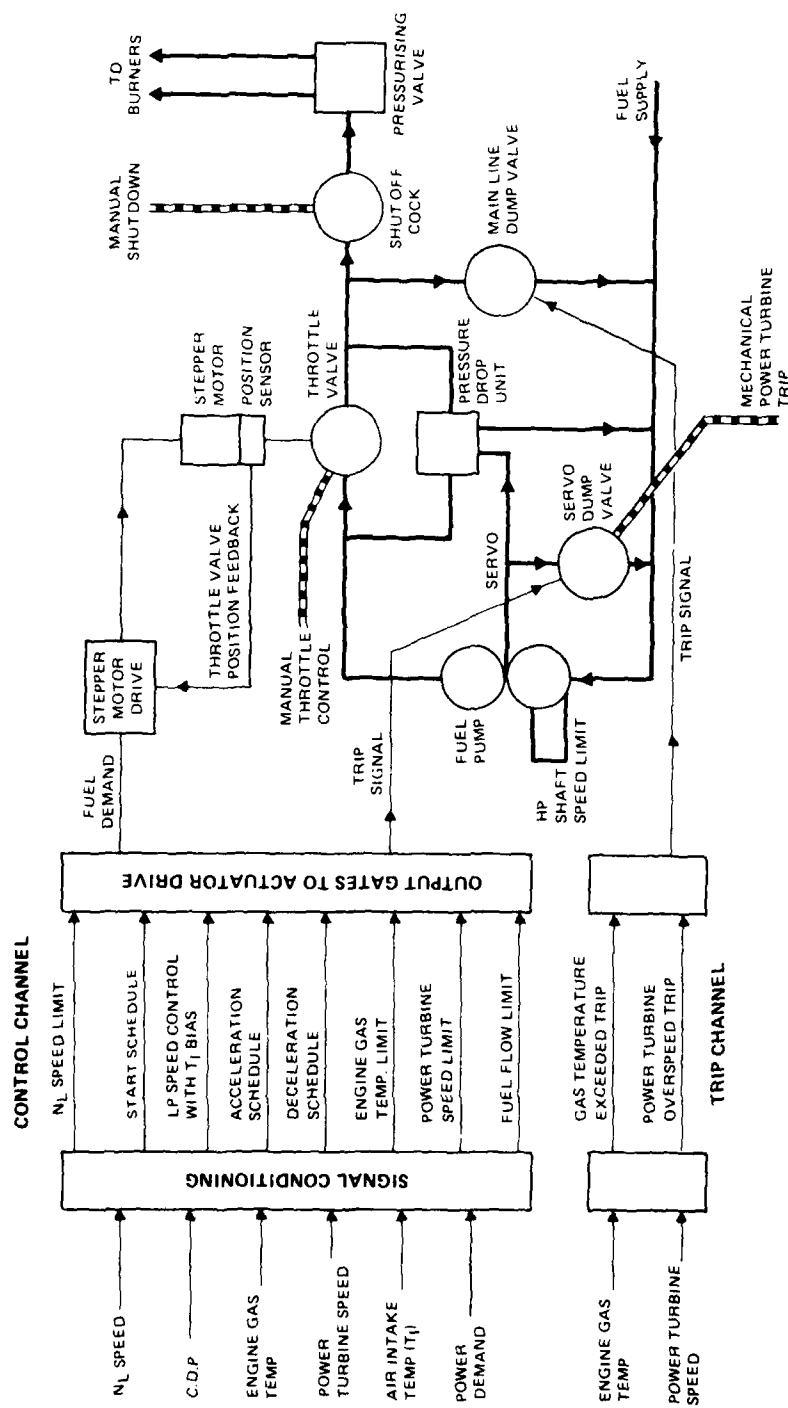 CONTROL CHANNEL
NL SPEED
C.D.P
ENGINE GAS
TEMP
POWER
TURBINE SPEED
AIR INTAKE
TEMP (TI)
POWER
DEMAND
SIGNAL CONDITIONING
NL SPEED LIMIT
START SCHEDULE
LP SPEED CONTROL
WITH TI BIAS
ACCELERATION
SCHEDULE
DECELERATION
SCHEDULE
ENGINE GAS
TEMP. LIMIT
POWER TURBINE
SPEED LIMIT
FUEL FLOW LIMIT
OUTPUT GATES TO ACTUATOR DRIVE
FUEL
DEMAND
STEPPER
MOTOR
DRIVE
THROTTLE VALVE
POSITION FEEDBACK
STEPPER
MOTOR
POSITION
SENSOR
MANUAL
THROTTLE
CONTROL
THROTTLE
VALVE
MANUAL
SHUT DOWN
SHUT OFF
COCK
TO
BURNERS
PRESSURISING
VALVE
TRIP
SIGNAL
FUEL
PUMP
HP
SHAFT
SPEED LIMIT
SERVO
PRESSURE
DROP
UNIT
SERVO DUMP
VALVE
MAIN LINE
DUMP VALVE
FUEL
SUPPLY
MECHANICAL
POWER TURBINE
TRIP
TRIP SIGNAL
ENGINE GAS
TEMP
POWER TURBINE
SPEED
GAS TEMPERATURE
EXCEEDED TRIP
POWER TURBINE
OVERSPEED TRIP
TRIP CHANNEL